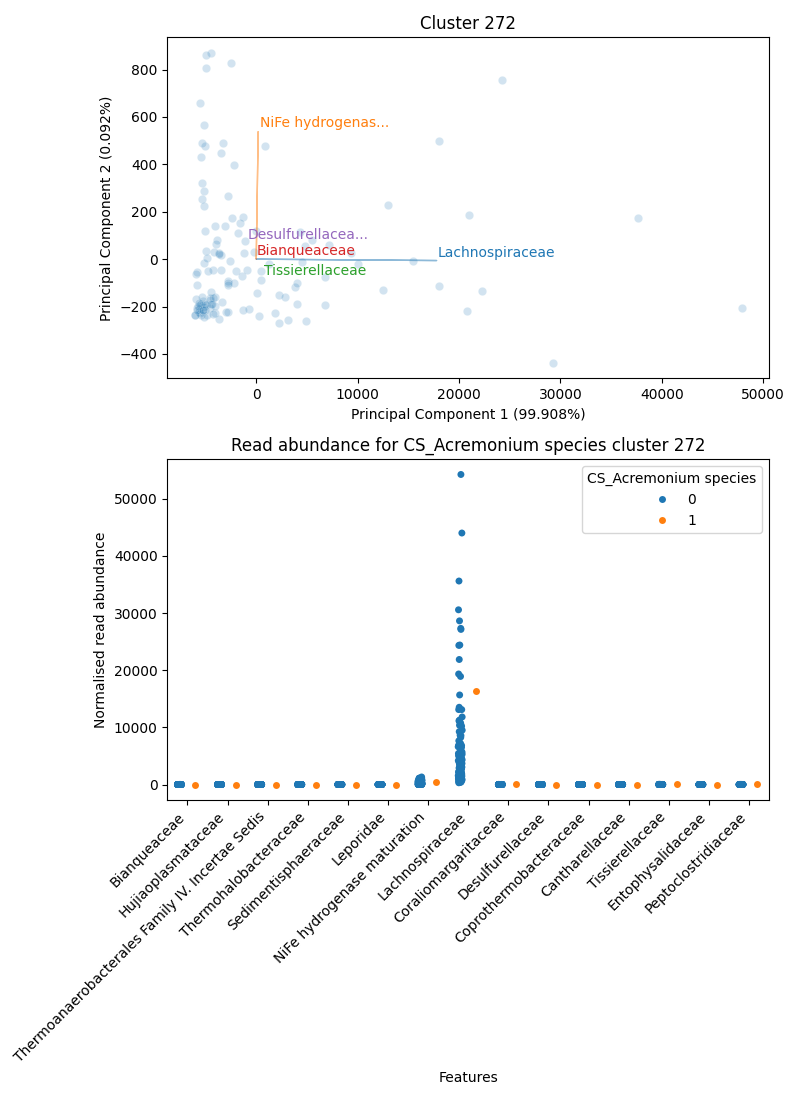 Cluster 272
Principal Component 2 (0.092%)
800
600
400
200
0
−200
−400
NiFe hydrogenas...
Desulfurellacea...
Bianqueaceae
Lachnospiraceae
Tissierellaceae
0
10000
20000
30000
40000
50000
Principal Component 1 (99.908%)
Read abundance for CS_Acremonium species cluster 272
Normalised read abundance
50000
40000
30000
20000
10000
0
CS_Acremonium species
0
1
Bianqueaceae
Hujiaoplasmataceae
Thermoanaerobacterales Family IV. Incertae Sedis
Thermohalobacteraceae
Sedimentisphaeraceae
Leporidae
NiFe hydrogenase maturation
Lachnospiraceae
Coraliomargaritaceae
Desulfurellaceae
Coprothermobacteraceae
Cantharellaceae
Tissierellaceae
Entophysalidaceae
Peptoclostridiaceae
Features